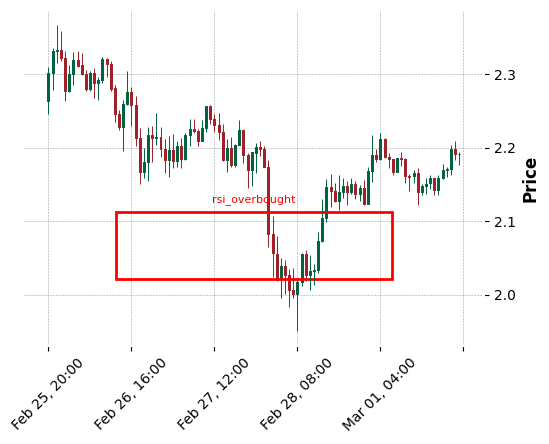 2.3
2.2
rsi_overbought
2.1
2.0
Price
Feb 25, 20:00
Feb 26, 16:00
Feb 27, 12:00
Feb 28, 08:00
Mar 01, 04:00